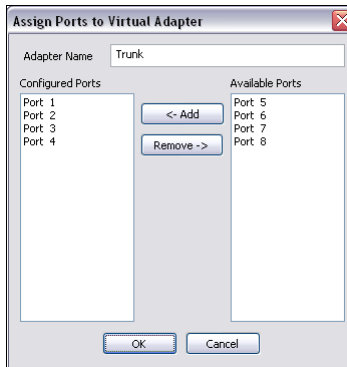 Assign Ports to Virtual Adapter
Adapter Name Trunk
Configured Ports
Port 1
Port 2
Port 3
Port 4
<- Add
Remove ->
Available Ports
Port 5
Port 6
Port 7
Port 8
OK
Cancel